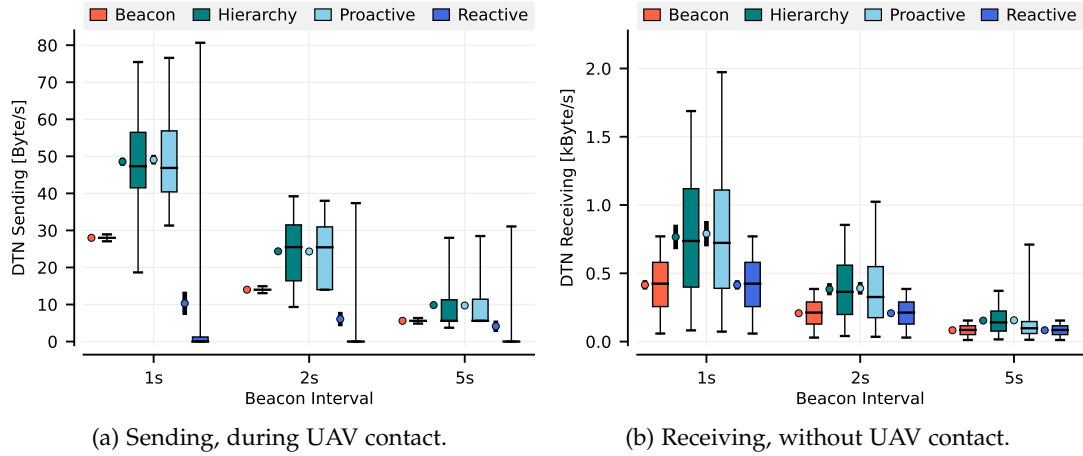 Beacon Hierarchy Proactive Reactive
DTN Sending [Byte/s]
80
70
60
50
40
30
20
10
0
1s 2s 5s
Beacon Interval
(a) Sending, during UAV contact.
Beacon Hierarchy Proactive Reactive
DTN Receiving [kByte/s]
2.0
1.5
1.0
0.5
0.0
1s 2s 5s
Beacon Interval
(b) Receiving, without UAV contact.